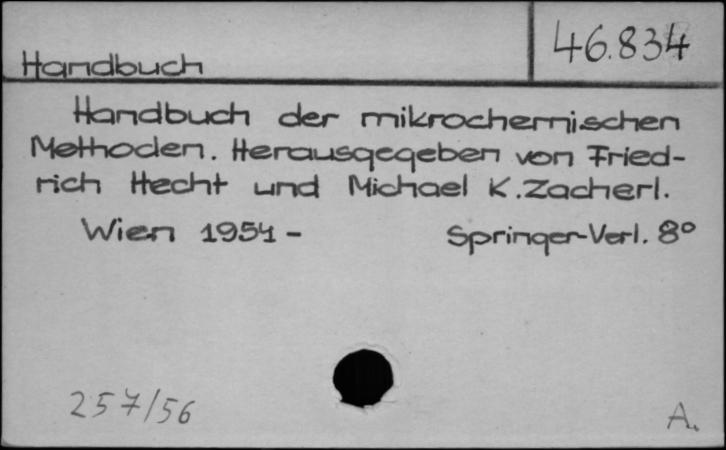 46.834
Handbuch
Handbuch der mikrochemischen
Methoden. Herausgegeben von Fried-
rich Hecht und Michael K. Zacherl.
Wien 1954 - Springer-Verl. 8°
257/56
A.